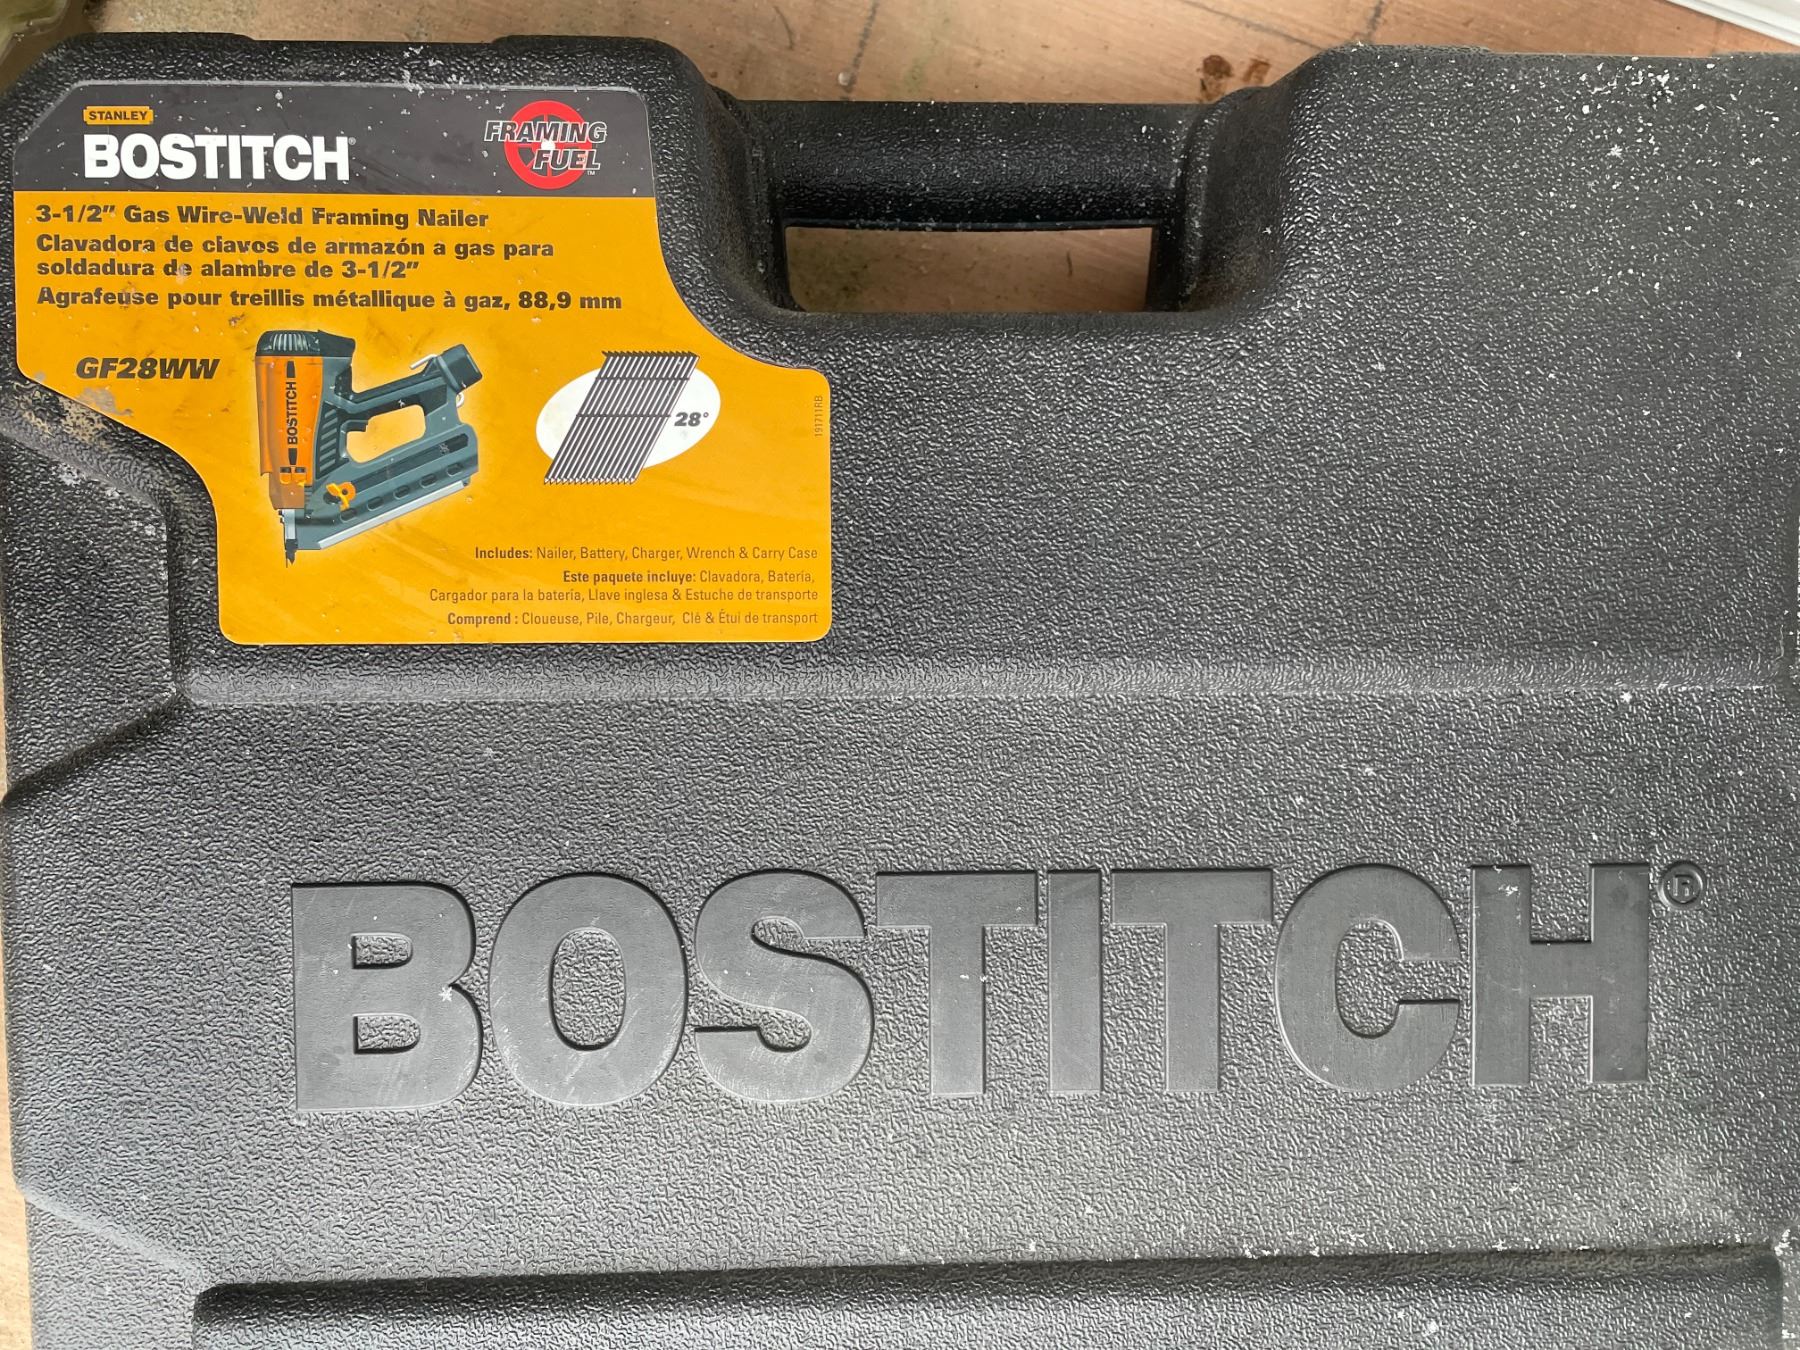 STANLEY
BOSTITCH®
FRAMING
FUEL™
3-1/2" Gas Wire-Weld Framing Nailer
Clavadora de clavos de armazón a gas para
soldadura de alambre de 3-1/2"
Agrafeuse pour treillis métallique à gaz, 88,9 mm
GF28WW
BOSTITCH
28°
191711RB
Includes: Nailer, Battery, Charger, Wrench & Carry Case
Este paquete incluye: Clavadora, Batería,
Cargador para la batería, Llave inglesa & Estuche de transporte
Comprend : Cloueuse, Pile, Chargeur, Clé & Étui de transport
BOSTITCH®